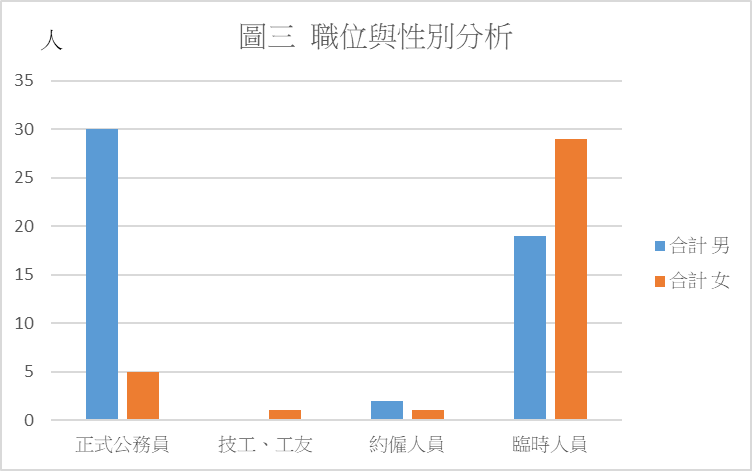 圖三 職位與性別分析
人
35
30
25
20
15
10
5
0
正式公務員 技工、工友 約僱人員 臨時人員
合計 男
合計 女